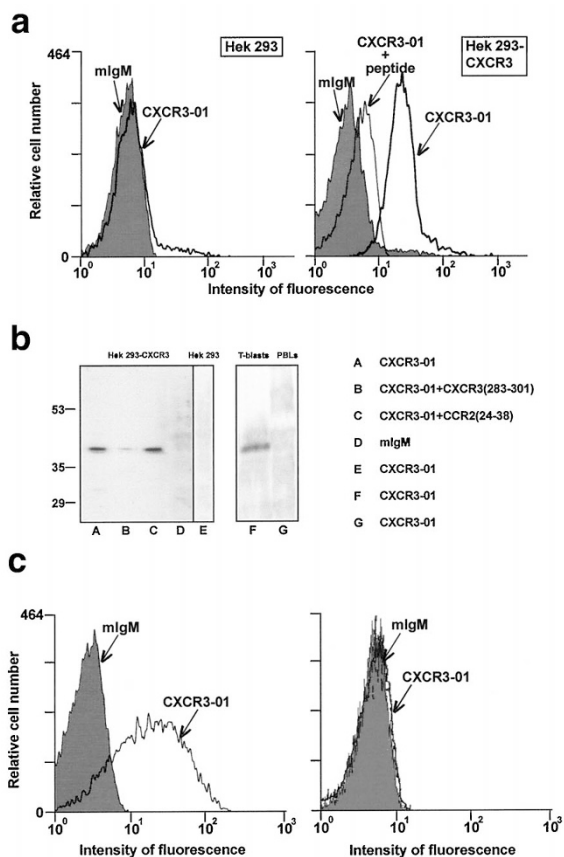 a
464
Hek 293
mIgM
CXCR3-01
Relative cell number
0
10⁰ 10¹ 10² 10³
CXCR3-01
+
peptide
Hek 293-
CXCR3
mIgM
CXCR3-01
10⁰ 10¹ 10² 10³
Intensity of fluorescence
b
Hek 293-CXCR3 Hek 293
T-blasts PBLs
53
35
29
A B C D E
F G
A CXCR3-01
B CXCR3-01+CXCR3(283-301)
C CXCR3-01+CCR2(24-38)
D mIgM
E CXCR3-01
F CXCR3-01
G CXCR3-01
c
464
mIgM
CXCR3-01
Relative cell number
0
10⁰ 10¹ 10² 10³
Intensity of fluorescence
mIgM
CXCR3-01
10⁰ 10¹ 10² 10³
Intensity of fluorescence